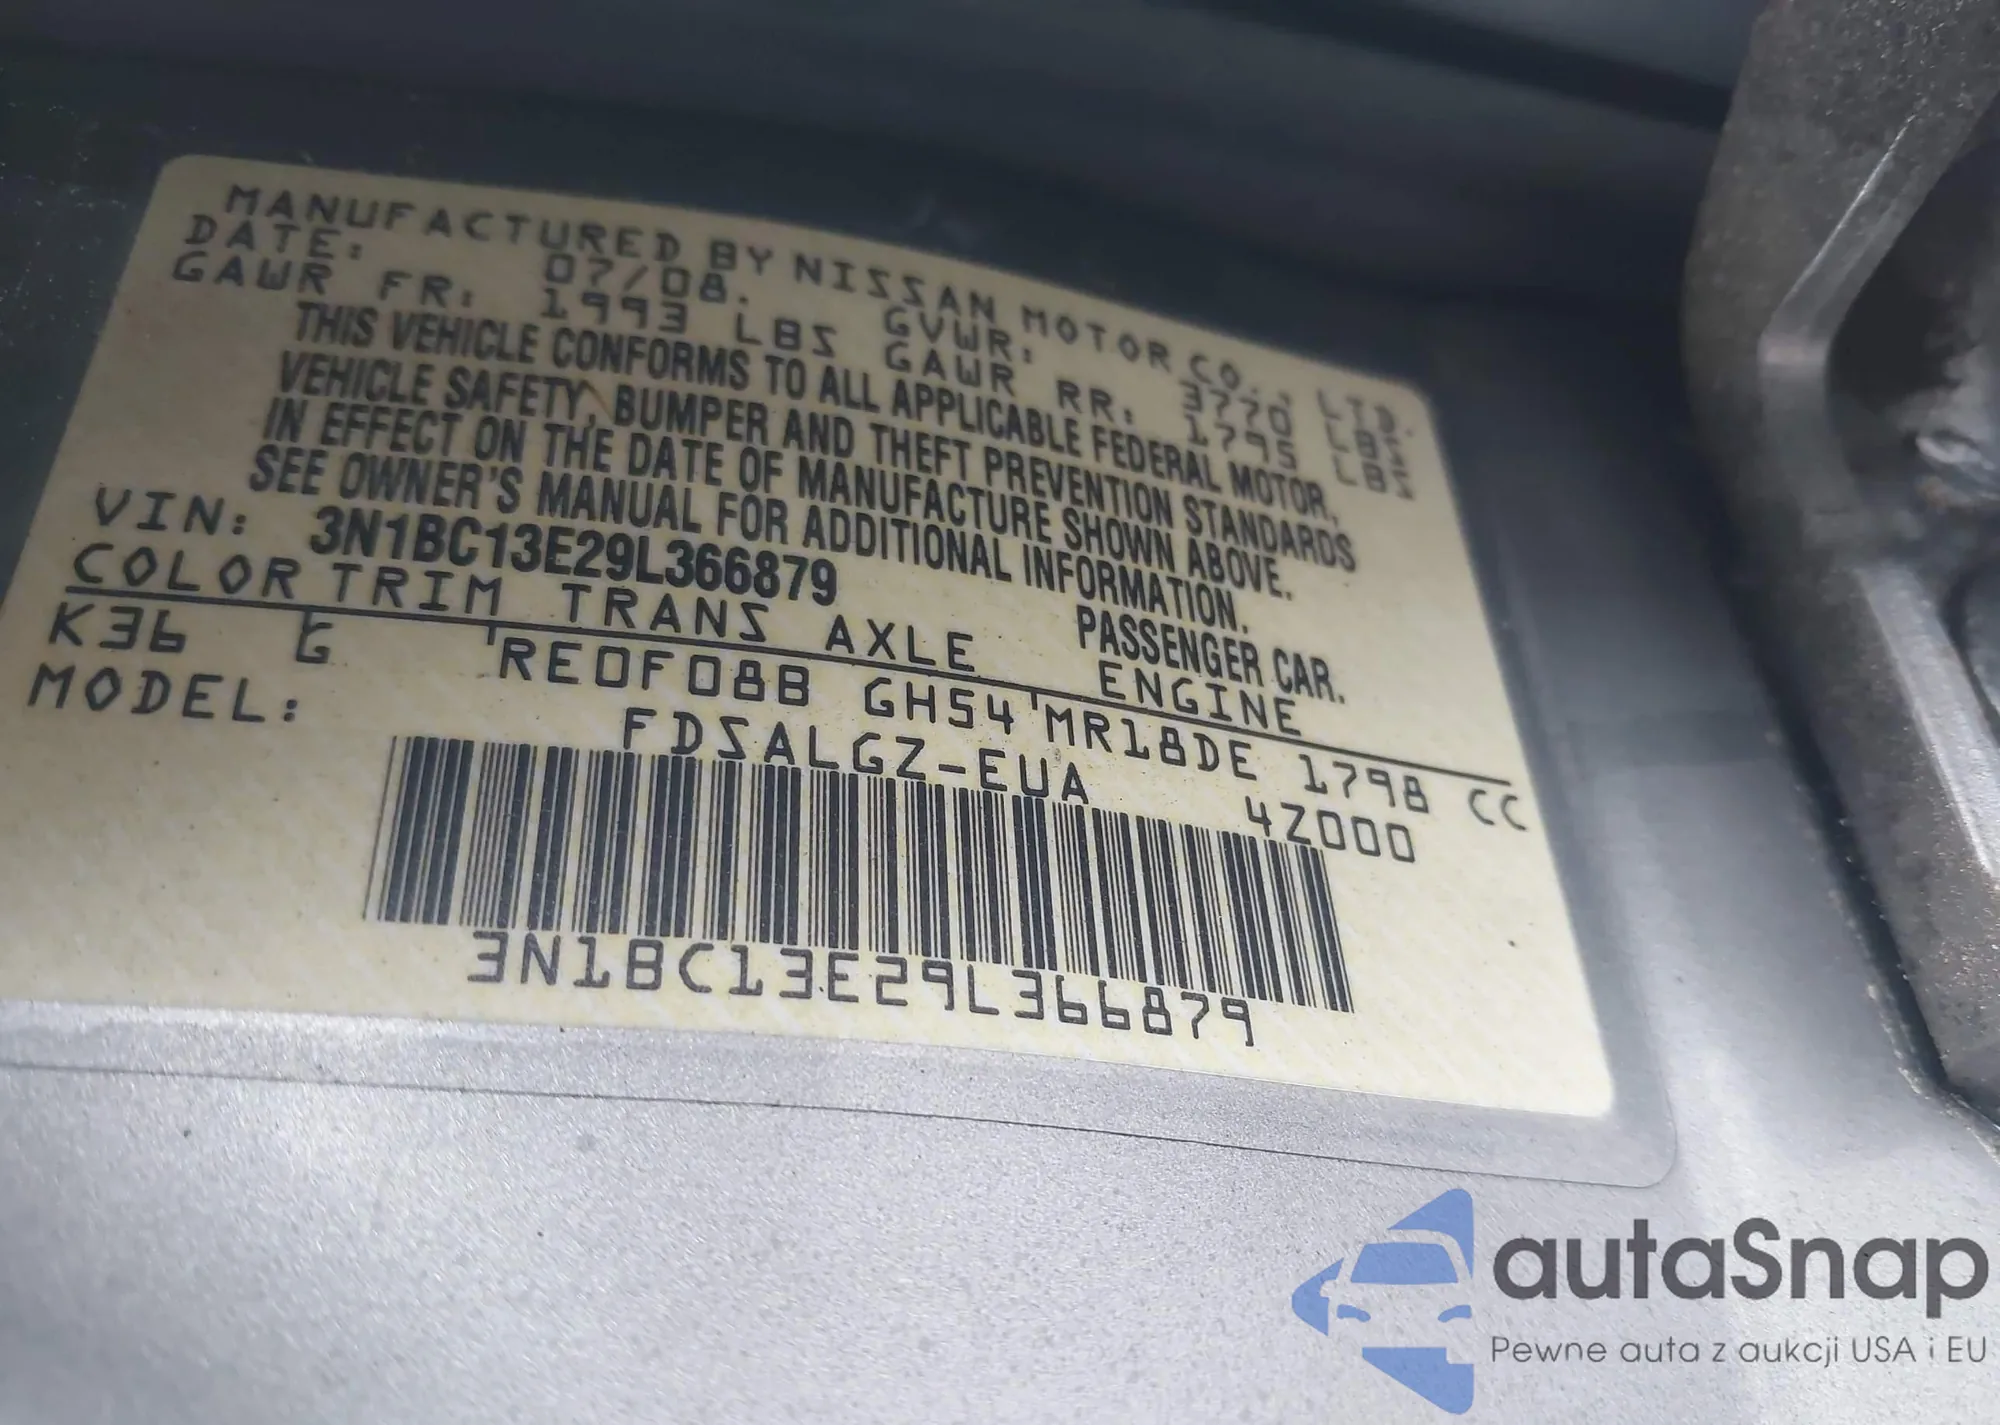 MANUFACTURED BY NISSAN MOTOR CO., LTD.
DATE: 07/08. GVWR: 3770 LBS
GAWR FR: 1993 LBS GAWR RR: 1795 LBS
THIS VEHICLE CONFORMS TO ALL APPLICABLE FEDERAL MOTOR,
VEHICLE SAFETY, BUMPER AND THEFT PREVENTION STANDARDS
IN EFFECT ON THE DATE OF MANUFACTURE SHOWN ABOVE.
SEE OWNER'S MANUAL FOR ADDITIONAL INFORMATION.
VIN: 3N1BC13E29L366879 PASSENGER CAR.
COLOR TRIM TRANS AXLE ENGINE
K36 G RE0F08B GH54 MR18DE 1798 CC
MODEL: FDSALGZ-EUA 4Z000
3N1BC13E29L366879
autaSnap
Pewne auta z aukcji USA i EU